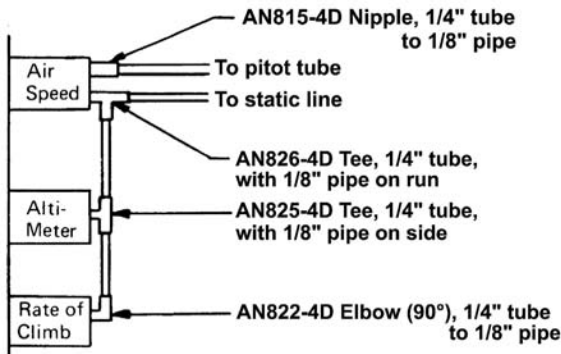 AN815-4D Nipple, 1/4" tube
to 1/8" pipe
Air
Speed
To pitot tube
To static line
AN826-4D Tee, 1/4" tube,
with 1/8" pipe on run
Alti-
Meter
AN825-4D Tee, 1/4" tube,
with 1/8" pipe on side
Rate of
Climb
AN822-4D Elbow (90°), 1/4" tube
to 1/8" pipe